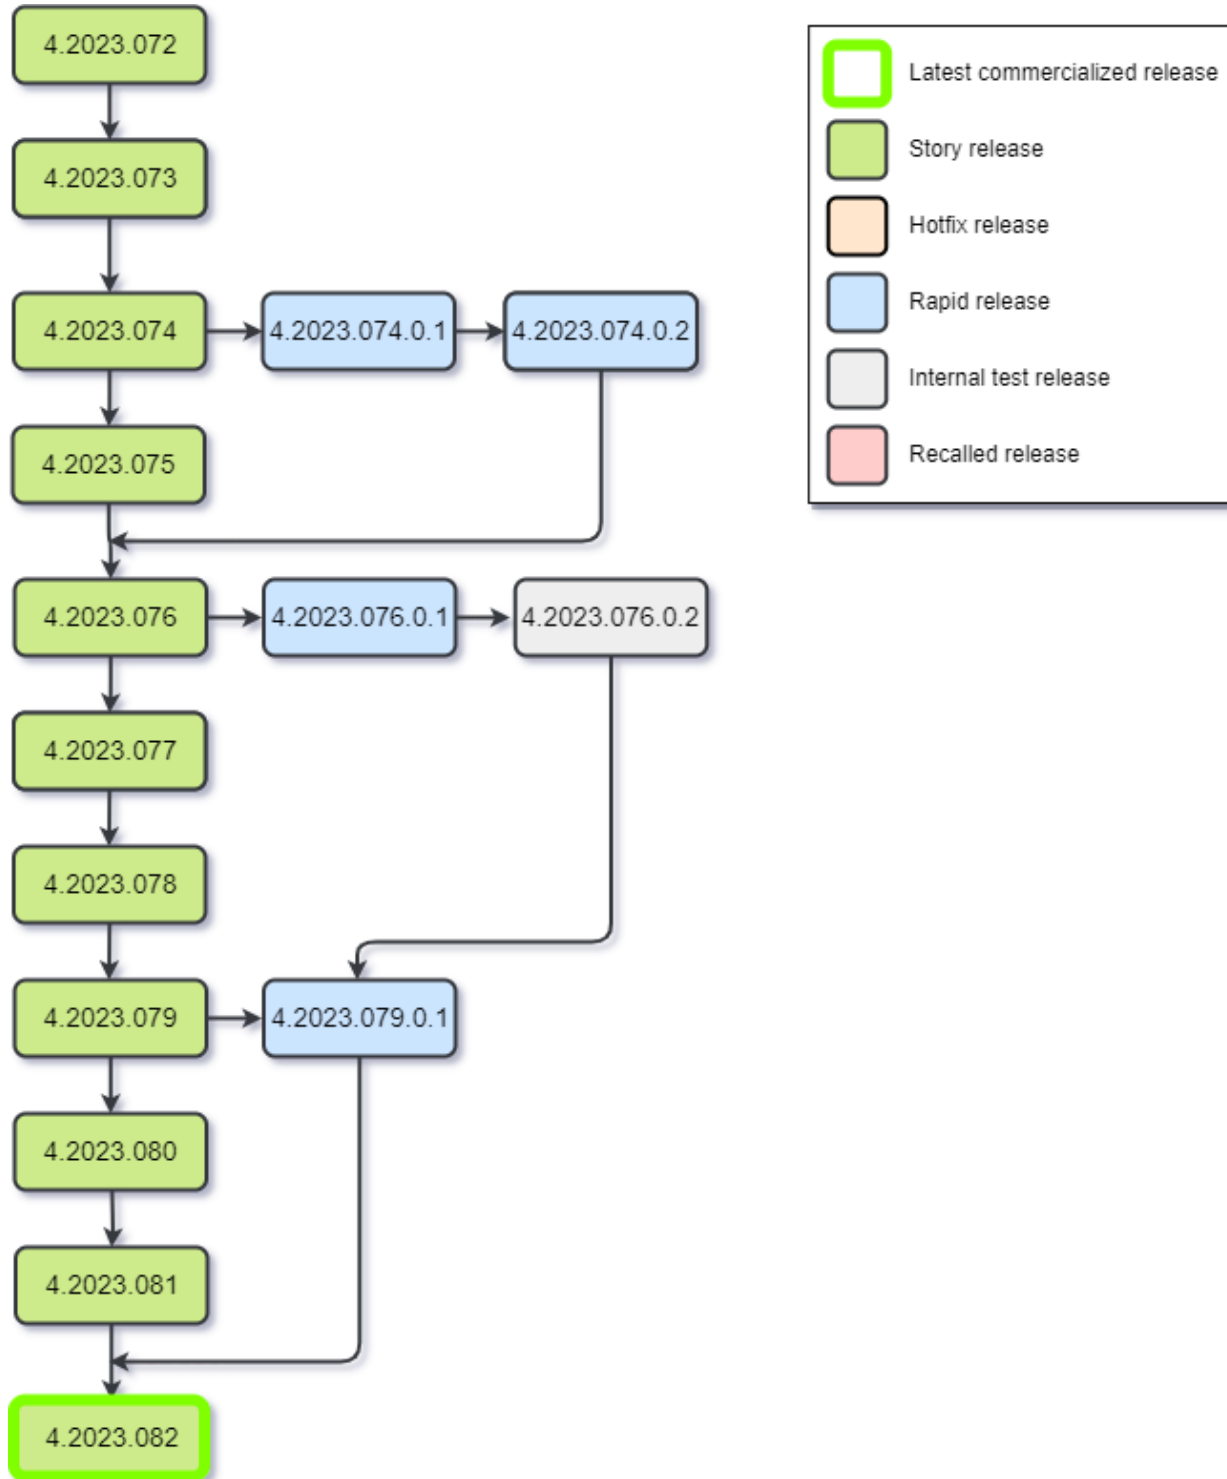 4.2023.072
4.2023.073
4.2023.074
4.2023.074.0.1
4.2023.074.0.2
4.2023.075
4.2023.076
4.2023.076.0.1
4.2023.076.0.2
4.2023.077
4.2023.078
4.2023.079
4.2023.079.0.1
4.2023.080
4.2023.081
4.2023.082
Latest commercialized release
Story release
Hotfix release
Rapid release
Internal test release
Recalled release